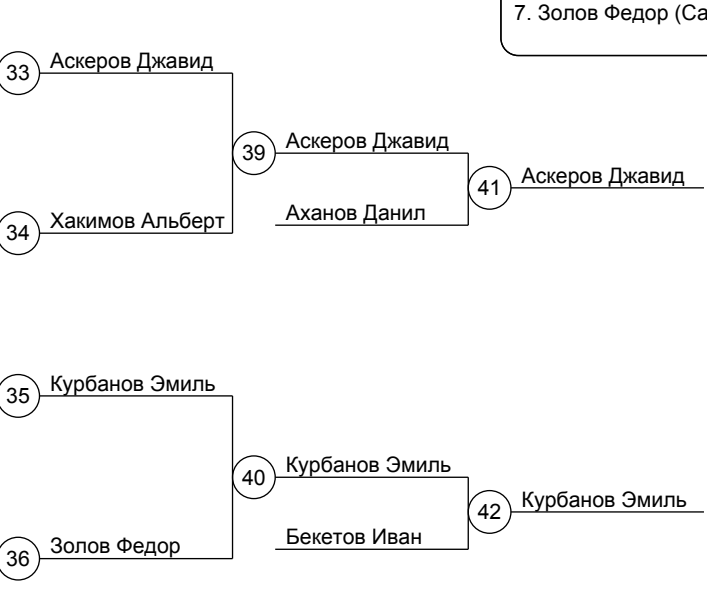 7. Золов Федор (Са
33 Аскеров Джавид
39 Аскеров Джавид
41 Аскеров Джавид
34 Хакимов Альберт
Аханов Данил
35 Курбанов Эмиль
40 Курбанов Эмиль
42 Курбанов Эмиль
36 Золов Федор
Бекетов Иван